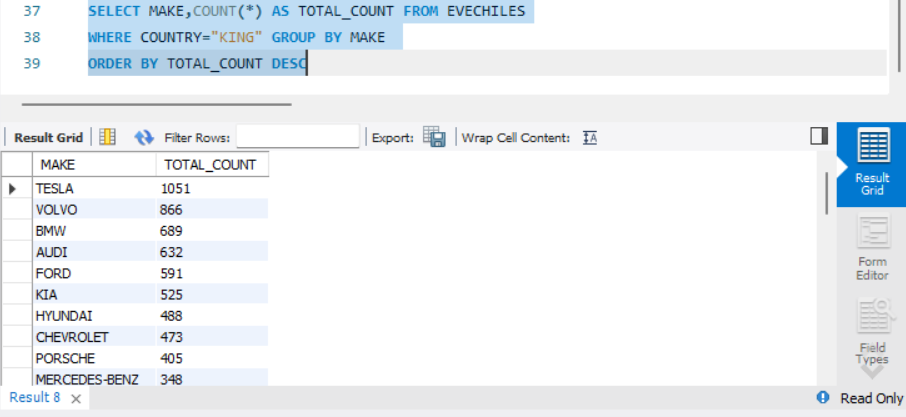 37 SELECT MAKE,COUNT(*) AS TOTAL_COUNT FROM EVECHILES
38 WHERE COUNTRY="KING" GROUP BY MAKE
39 ORDER BY TOTAL_COUNT DESC
Result Grid Filter Rows: Export: Wrap Cell Content: IA
MAKE TOTAL_COUNT
TESLA 1051
VOLVO 866
BMW 689
AUDI 632
FORD 591
KIA 525
HYUNDAI 488
CHEVROLET 473
PORSCHE 405
MERCEDES-BENZ 348
Result
Grid
Form
Editor
Field
Types
Result 8 Read Only